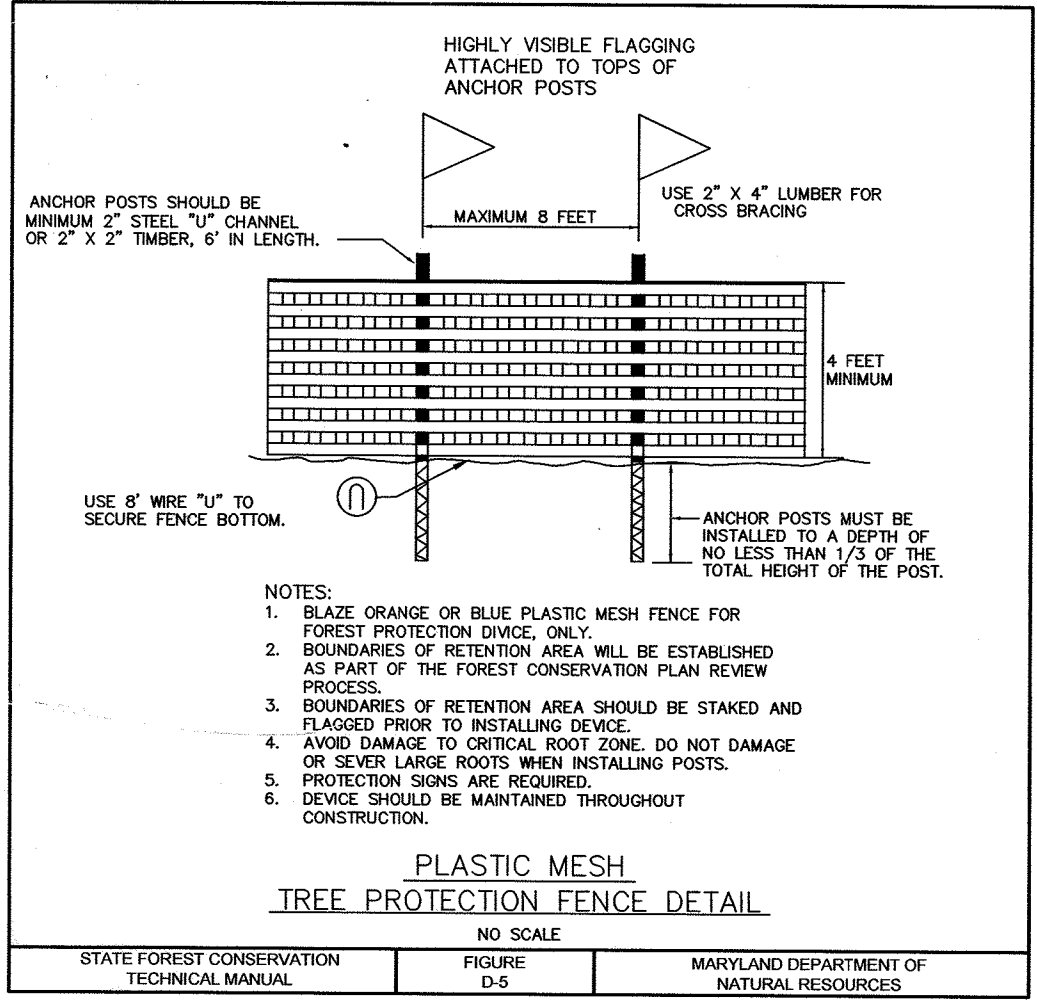 HIGHLY VISIBLE FLAGGING
ATTACHED TO TOPS OF
ANCHOR POSTS
ANCHOR POSTS SHOULD BE
MINIMUM 2" STEEL "U" CHANNEL
OR 2" X 2" TIMBER, 6' IN LENGTH.
MAXIMUM 8 FEET
USE 2" X 4" LUMBER FOR
CROSS BRACING
4 FEET
MINIMUM
USE 8' WIRE "U" TO
SECURE FENCE BOTTOM.
ANCHOR POSTS MUST BE
INSTALLED TO A DEPTH OF
NO LESS THAN 1/3 OF THE
TOTAL HEIGHT OF THE POST.
NOTES:
1. BLAZE ORANGE OR BLUE PLASTIC MESH FENCE FOR
FOREST PROTECTION DIVICE, ONLY.
2. BOUNDARIES OF RETENTION AREA WILL BE ESTABLISHED
AS PART OF THE FOREST CONSERVATION PLAN REVIEW
PROCESS.
3. BOUNDARIES OF RETENTION AREA SHOULD BE STAKED AND
FLAGGED PRIOR TO INSTALLING DEVICE.
4. AVOID DAMAGE TO CRITICAL ROOT ZONE. DO NOT DAMAGE
OR SEVER LARGE ROOTS WHEN INSTALLING POSTS.
5. PROTECTION SIGNS ARE REQUIRED.
6. DEVICE SHOULD BE MAINTAINED THROUGHOUT
CONSTRUCTION.
PLASTIC MESH
TREE PROTECTION FENCE DETAIL
NO SCALE
STATE FOREST CONSERVATION
TECHNICAL MANUAL
FIGURE
D-5
MARYLAND DEPARTMENT OF
NATURAL RESOURCES